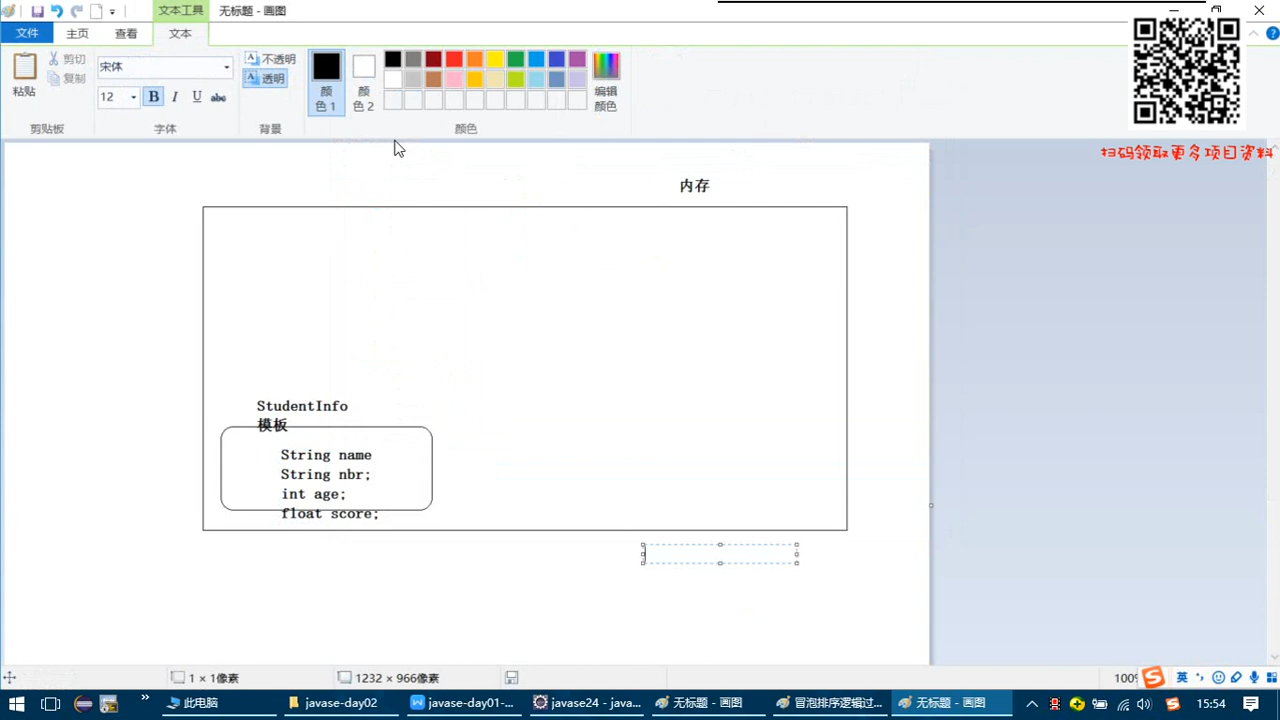 文本工具
无标题 - 画图
文件
主页
查看
文本
粘贴
剪切
复制
剪贴板
宋体
12
B I U abc
字体
不透明
透明
背景
颜色 1
颜色 2
编辑颜色
颜色
扫码领取更多项目资料
内存
StudentInfo
模板
String name
String nbr;
int age;
float score;
1 × 1像素
1232 × 966像素
100%
英
此电脑
javase-day02
javase-day01-...
javase24 - java...
无标题 - 画图
冒泡排序逻辑过...
无标题 - 画图
15:54